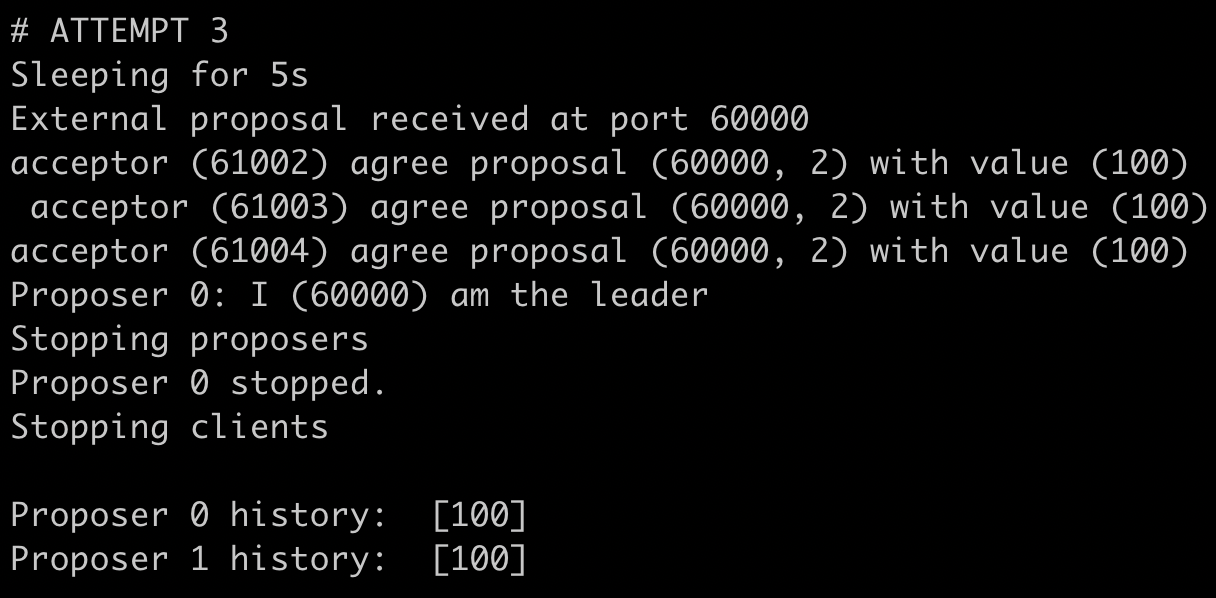 # ATTEMPT 3
Sleeping for 5s
External proposal received at port 60000
acceptor (61002) agree proposal (60000, 2) with value (100)
 acceptor (61003) agree proposal (60000, 2) with value (100)
acceptor (61004) agree proposal (60000, 2) with value (100)
Proposer 0: I (60000) am the leader
Stopping proposers
Proposer 0 stopped.
Stopping clients

Proposer 0 history:  [100]
Proposer 1 history:  [100]